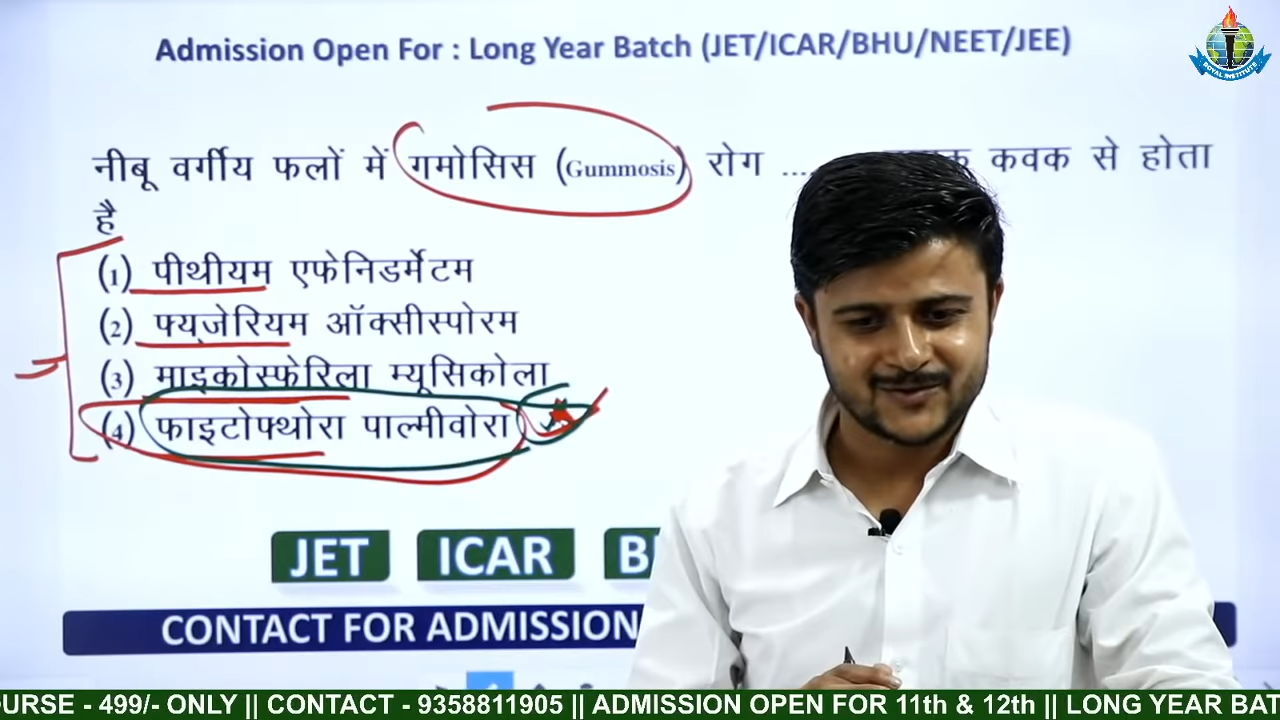 Admission Open For : Long Year Batch (JET/ICAR/BHU/NEET/JEE)
ROYAL INSTITUTE
नीबू वर्गीय फलों में गमोसिस (Gummosis) रोग .... कवक से होता
है
(1) पीथीयम एफेनिडर्मेटम
(2) फ्यूजेरियम ऑक्सीस्पोरम
(3) माइकोस्फेरिला म्यूसिकोला
(4) फाइटोफ्थोरा पाल्मीवोरा
JET ICAR
CONTACT FOR ADMISSION
URSE - 499/- ONLY || CONTACT - 9358811905 || ADMISSION OPEN FOR 11th & 12th || LONG YEAR BAT